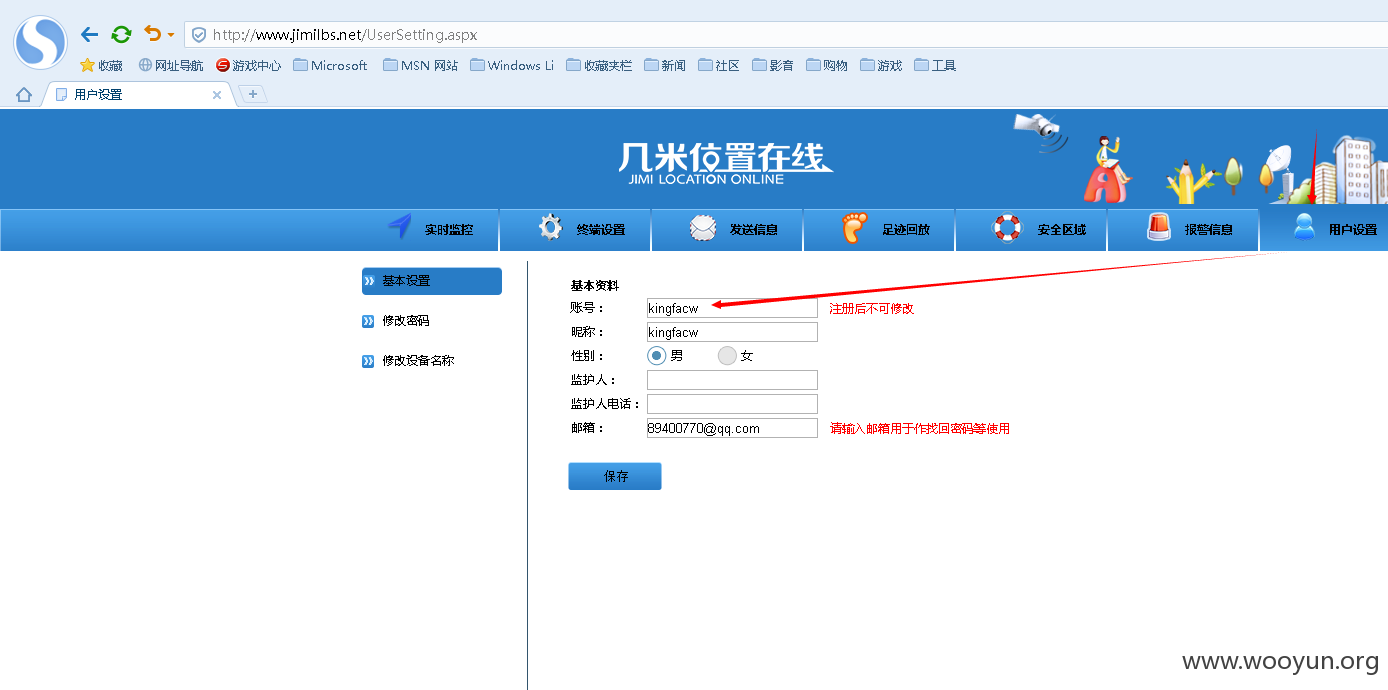 http://www.jimilbs.net/UserSetting.aspx
收藏 网址导航 游戏中心 Microsoft MSN 网站 Windows Li 收藏夹栏 新闻 社区 影音 购物 游戏 工具
用户设置
几米位置在线
JIMI LOCATION ONLINE
实时监控 终端设置 发送信息 足迹回放 安全区域 报警信息 用户设置
基本设置
修改密码
修改设备名称
基本资料
账号： kingfacw 注册后不可修改
昵称： kingfacw
性别： 男 女
监护人：
监护人电话：
邮箱： 89400770@qq.com 请输入邮箱用于作找回密码等使用
保存
www.wooyun.org